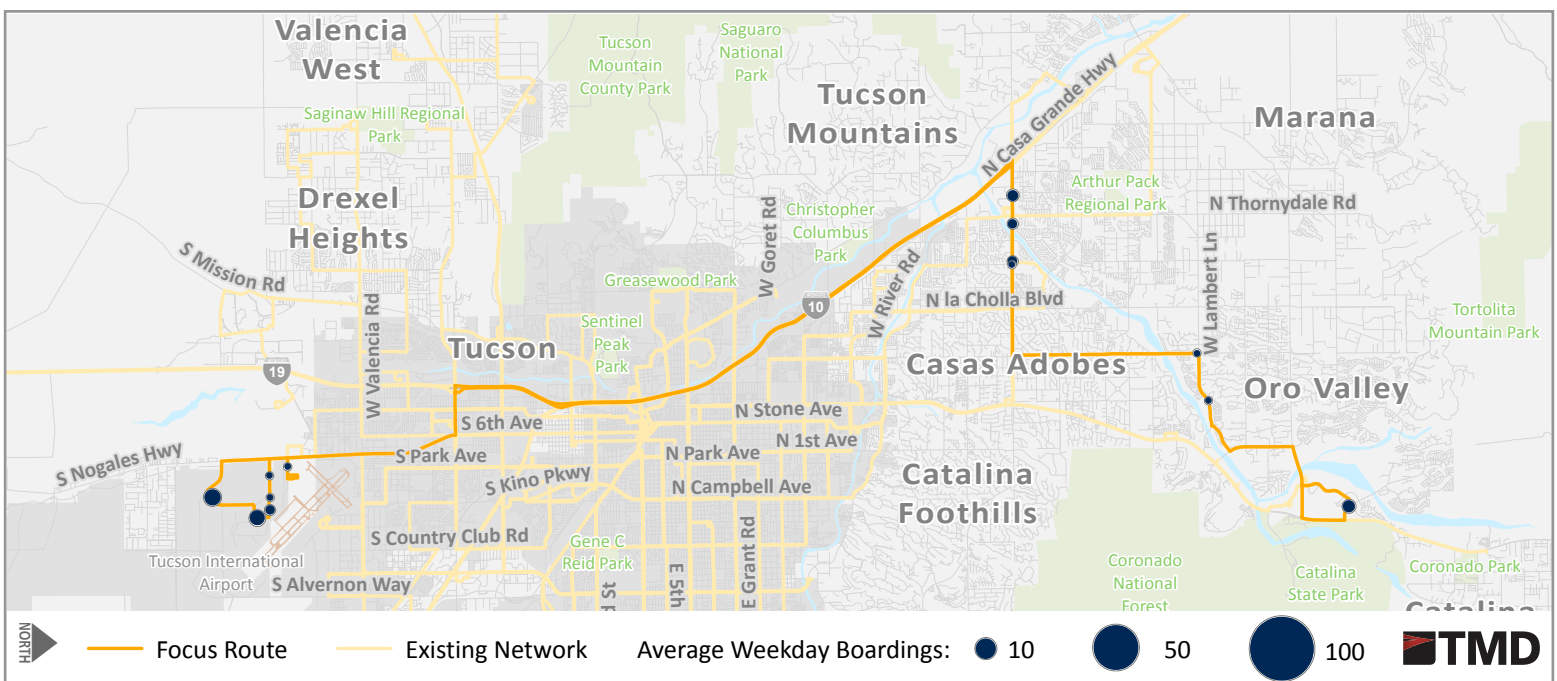 Valencia
West
Tucson
Mountain
County Park
Saguaro
National
Park
Tucson
Mountains
N Casa Grande Hwy
Marana
Saginaw Hill Regional
Park
Drexel
Heights
Arthur Pack
Regional Park
N Thornydale Rd
Christopher
Columbus
Park
W Goret Rd
S Mission Rd
Greasewood Park
W River Rd
W Lambert Ln
N la Cholla Blvd
10
Sentinel
Peak
Park
W Valencia Rd
Tortolita
Mountain Park
Tucson
19
Casas Adobes
Oro Valley
N Stone Ave
S 6th Ave
N 1st Ave
S Nogales Hwy
S Park Ave
N Park Ave
S Kino Pkwy
N Campbell Ave
Catalina
Foothills
S Country Club Rd
Gene C
Reid Park
E 5th
E Grant Rd
Tucson International
Airport
S Alvernon Way
Coronado
National
Forest
Catalina
State Park
Coronado Park
Catalina
NORTH
Focus Route
Existing Network
Average Weekday Boardings:
10
50
100
TMD